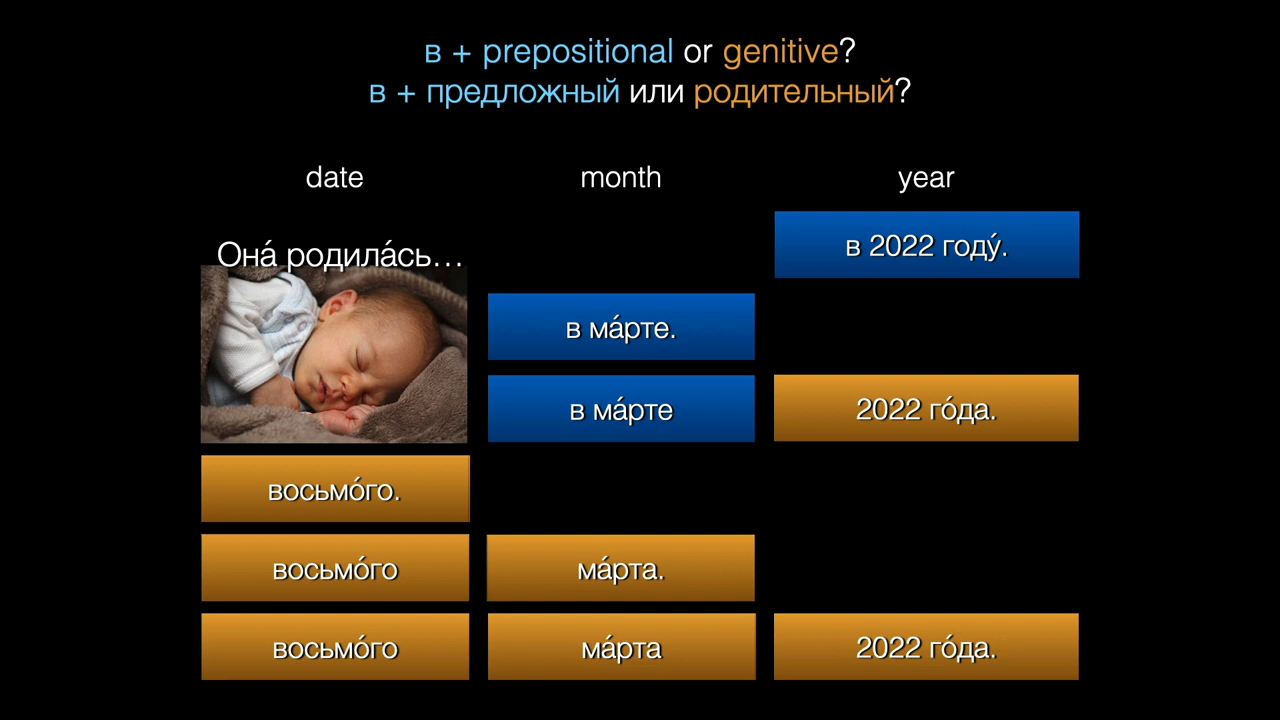 в + prepositional or genitive?
в + предложный или родительный?
date month year
в 2022 году́.
Она́ родила́сь…
в ма́рте.
в ма́рте 2022 го́да.
восьмо́го.
восьмо́го ма́рта.
восьмо́го ма́рта 2022 го́да.